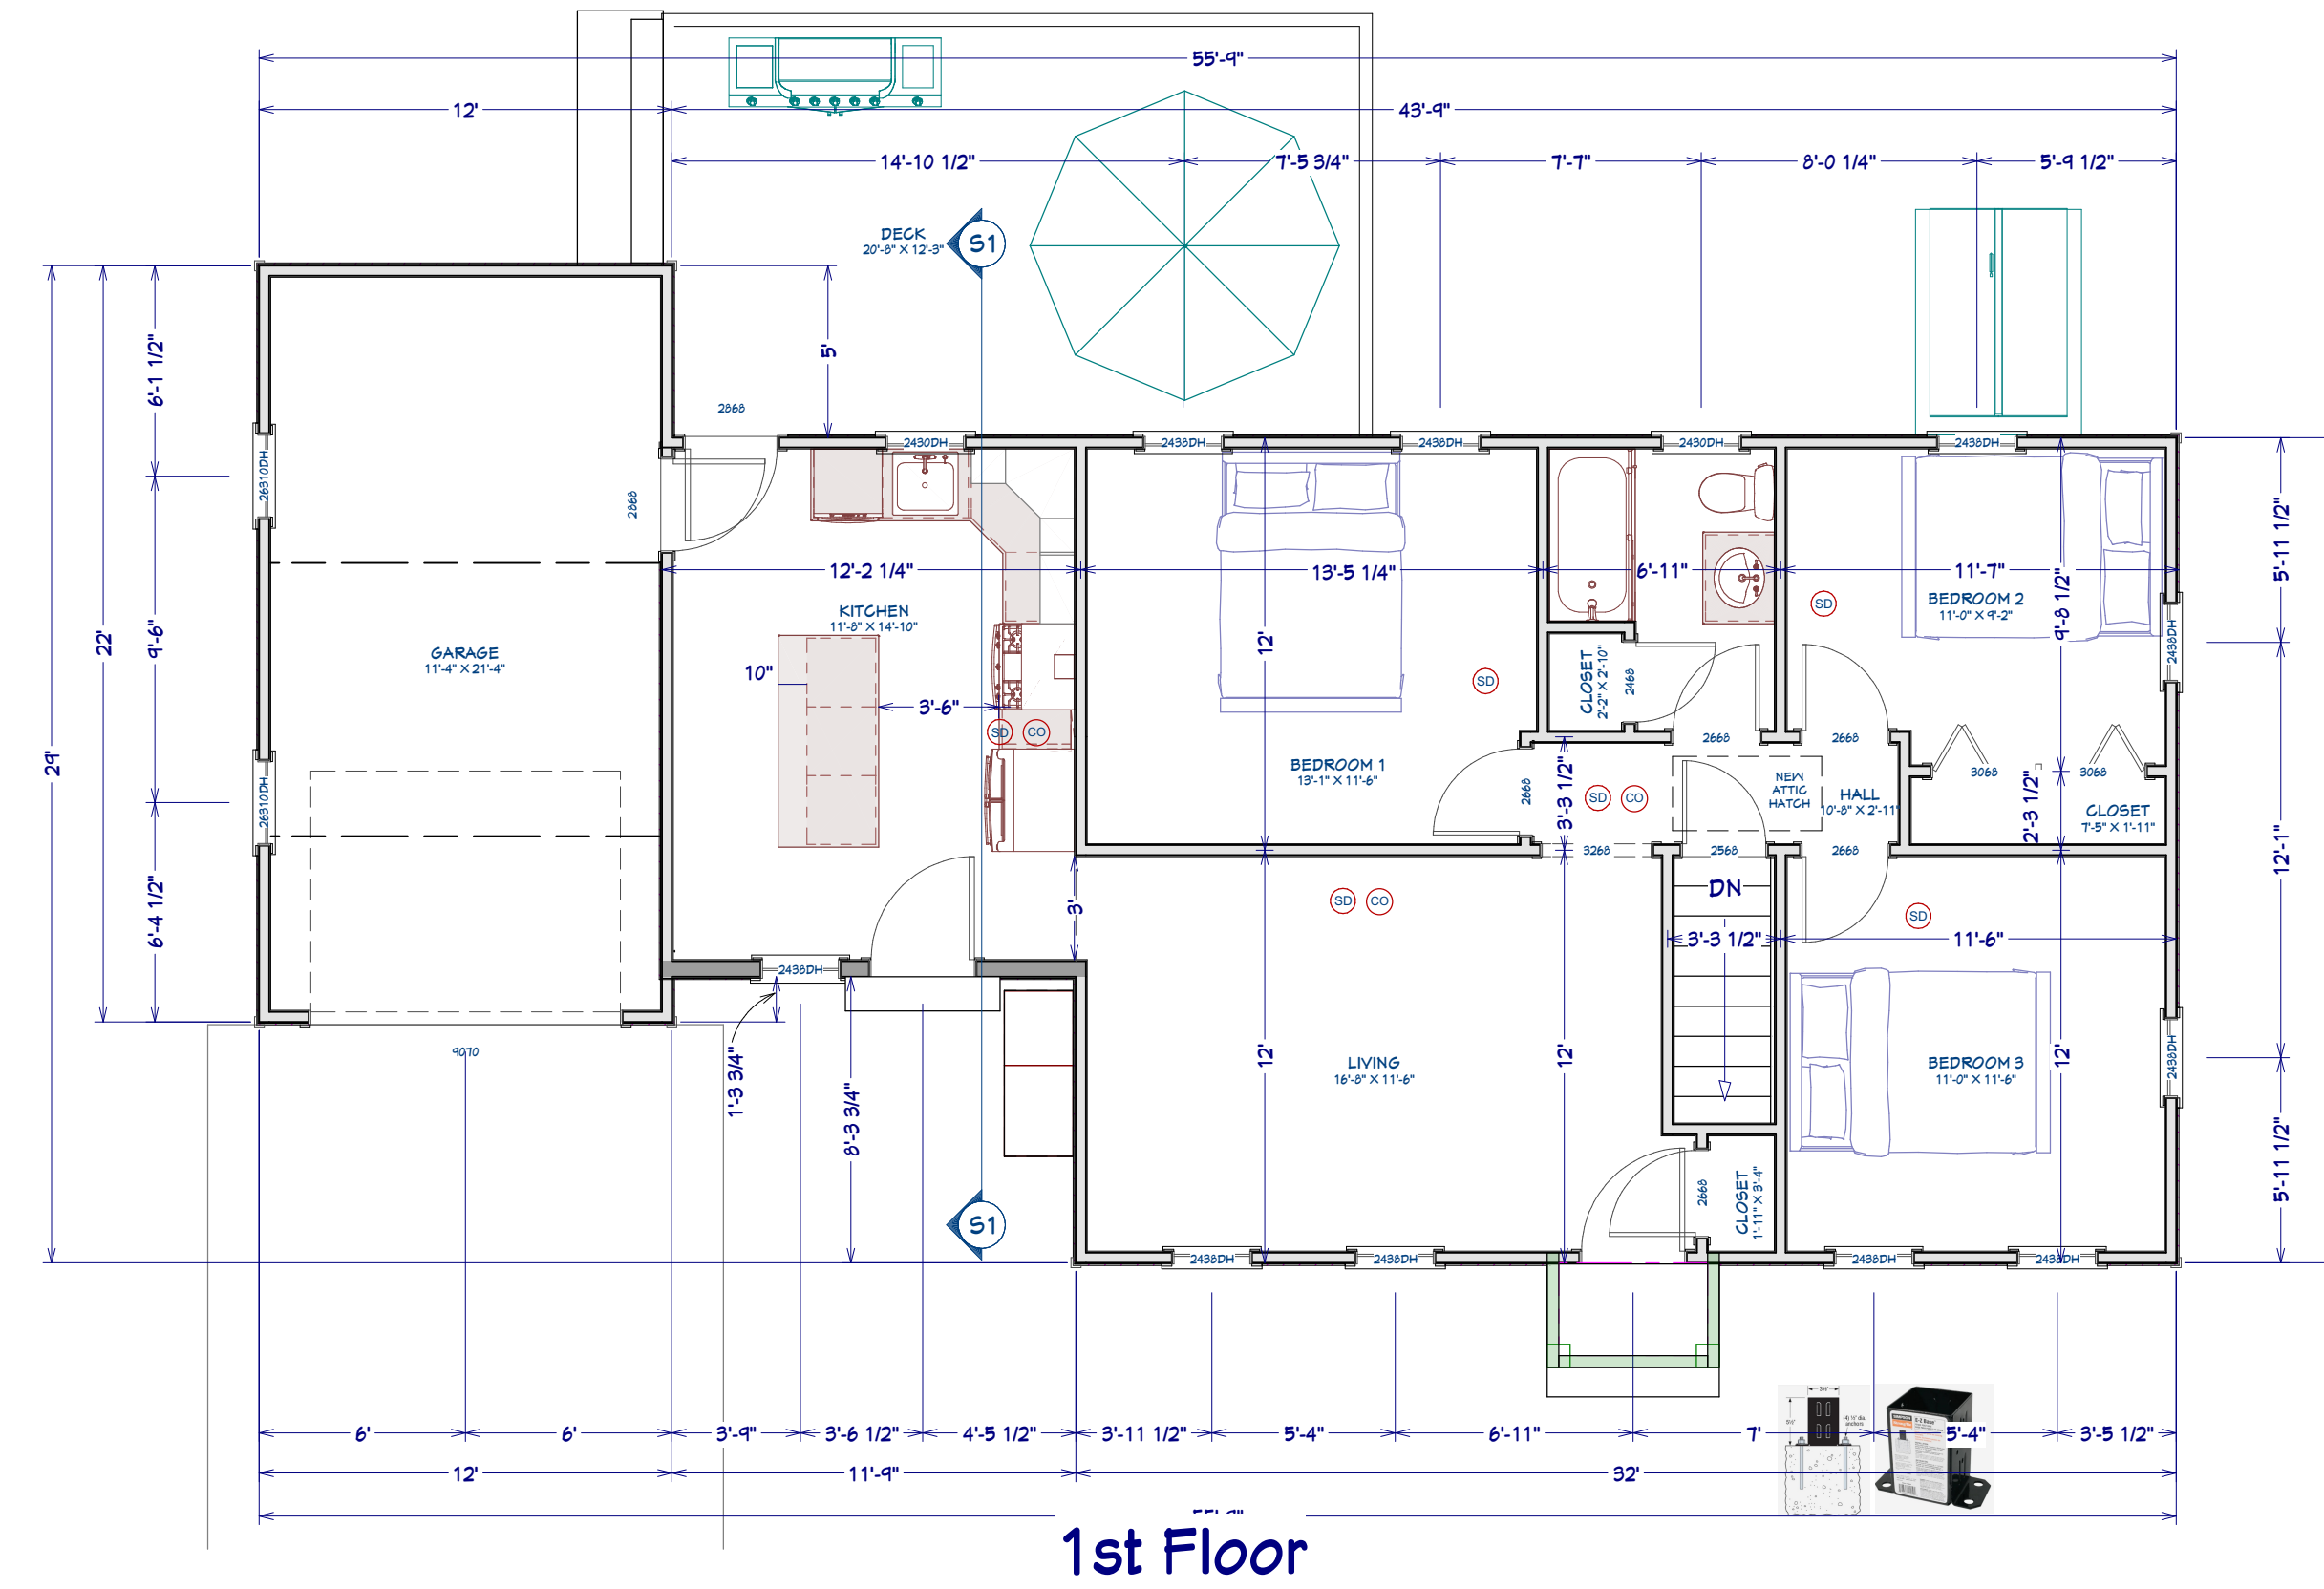 55'-9"
12'
43'-9"
14'-10 1/2"
7'-5 3/4"
7'-7"
8'-0 1/4"
5'-9 1/2"
DECK
20'-8" X 12'-3"
S1
6'-1 1/2"
5'
2868
2430DH
2438DH
2438DH
2430DH
2438DH
26310DH
2868
5'-11 1/2"
12'-2 1/4"
13'-5 1/4"
6'-11"
11'-7"
KITCHEN
11'-8" X 14'-10"
SD
BEDROOM 2
11'-0" X 9'-2"
9'-8 1/2"
2438DH
29'
22'
9'-6"
GARAGE
11'-4" X 21'-4"
10"
12'
SD
CLOSET
2'-2" X 2'-10"
2468
3'-6"
SD
CO
2668
2668
BEDROOM 1
13'-1" X 11'-6"
3068
3068
26310DH
2668
3'-3 1/2"
SD
CO
NEW
ATTIC
HATCH
HALL
10'-8" X 2'-11"
2'-3 1/2"
CLOSET
7'-5" X 1'-11"
12'-1"
3268
2568
2668
6'-4 1/2"
3'
SD
CO
DN
SD
3'-3 1/2"
11'-6"
2438DH
9070
1'-3 3/4"
8'-3 3/4"
12'
LIVING
16'-8" X 11'-6"
12'
BEDROOM 3
11'-0" X 11'-6"
12'
2438DH
5'-11 1/2"
S1
2668
CLOSET
1'-11" X 3'-4"
2438DH
2438DH
2438DH
2438DH
6'
6'
3'-9"
3'-6 1/2"
4'-5 1/2"
3'-11 1/2"
5'-4"
6'-11"
7'
5'-4"
3'-5 1/2"
12'
11'-9"
32'
1st Floor